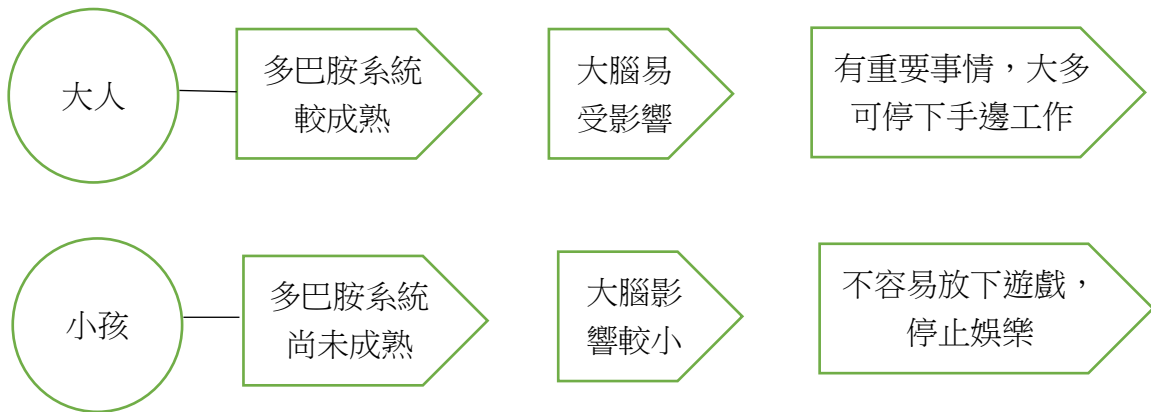 大人
多巴胺系統
較成熟
大腦易
受影響
有重要事情，大多
可停下手邊工作
小孩
多巴胺系統
尚未成熟
大腦影
響較小
不容易放下遊戲，
停止娛樂